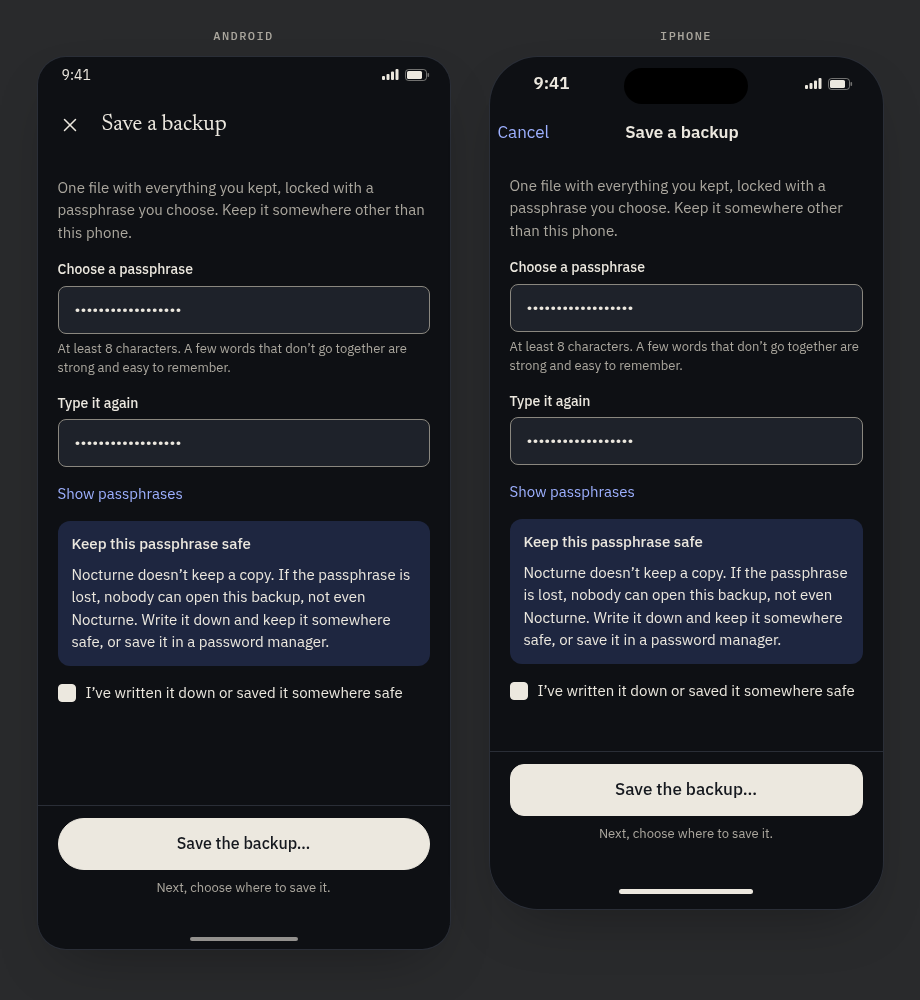 ANDROID
9:41
Save a backup
One file with everything you kept, locked with a
passphrase you choose. Keep it somewhere other than
this phone.
Choose a passphrase
••••••••••••••••••
At least 8 characters. A few words that don’t go together are
strong and easy to remember.
Type it again
••••••••••••••••••
Show passphrases
Keep this passphrase safe
Nocturne doesn’t keep a copy. If the passphrase is
lost, nobody can open this backup, not even
Nocturne. Write it down and keep it somewhere
safe, or save it in a password manager.
I’ve written it down or saved it somewhere safe
Save the backup…
Next, choose where to save it.
IPHONE
9:41
Cancel
Save a backup
One file with everything you kept, locked with a
passphrase you choose. Keep it somewhere other
than this phone.
Choose a passphrase
••••••••••••••••••
At least 8 characters. A few words that don’t go together are
strong and easy to remember.
Type it again
••••••••••••••••••
Show passphrases
Keep this passphrase safe
Nocturne doesn’t keep a copy. If the passphrase
is lost, nobody can open this backup, not even
Nocturne. Write it down and keep it somewhere
safe, or save it in a password manager.
I’ve written it down or saved it somewhere safe
Save the backup…
Next, choose where to save it.